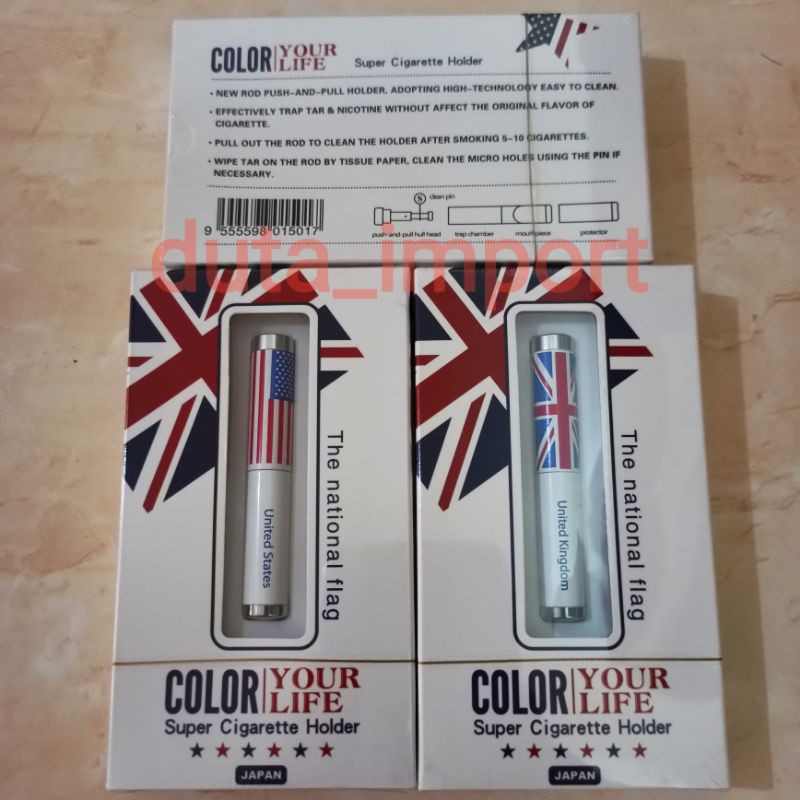 COLOR YOUR LIFE Super Cigarette Holder
• NEW ROD PUSH-AND-PULL HOLDER, ADOPTING HIGH-TECHNOLOGY EASY TO CLEAN.
• EFFECTIVELY TRAP TAR & NICOTINE WITHOUT AFFECT THE ORIGINAL FLAVOR OF
CIGARETTE.
• PULL OUT THE ROD TO CLEAN THE HOLDER AFTER SMOKING 5-10 CIGARETTES.
• WIPE TAR ON THE ROD BY TISSUE PAPER, CLEAN THE MICRO HOLES USING THE PIN IF
NECESSARY.
clean pin
9 555598 015017
push-and-pull hull head trap chamber mouthpiece protector
duta_import
The national flag
United States
COLOR YOUR LIFE
Super Cigarette Holder
JAPAN
The national flag
United Kingdom
COLOR YOUR LIFE
Super Cigarette Holder
JAPAN